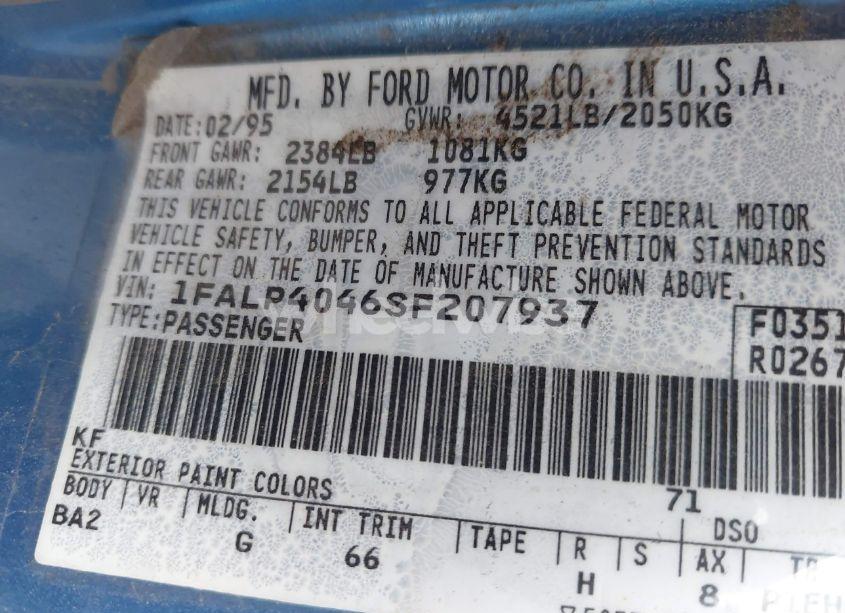 MFD. BY FORD MOTOR CO. IN U.S.A.
DATE: 02/95 GVWR: 4521LB/2050KG
FRONT GAWR: 2384LB 1081KG
REAR GAWR: 2154LB 977KG
THIS VEHICLE CONFORMS TO ALL APPLICABLE FEDERAL MOTOR
VEHICLE SAFETY, BUMPER, AND THEFT PREVENTION STANDARDS
IN EFFECT ON THE DATE OF MANUFACTURE SHOWN ABOVE.
VIN: 1FALP4046SF207937
TYPE: PASSENGER
F0351
R0267
KF
EXTERIOR PAINT COLORS 71 DSO
BODY VR MLDG. INT TRIM TAPE R S AX TR
BA2 G 66 H 8